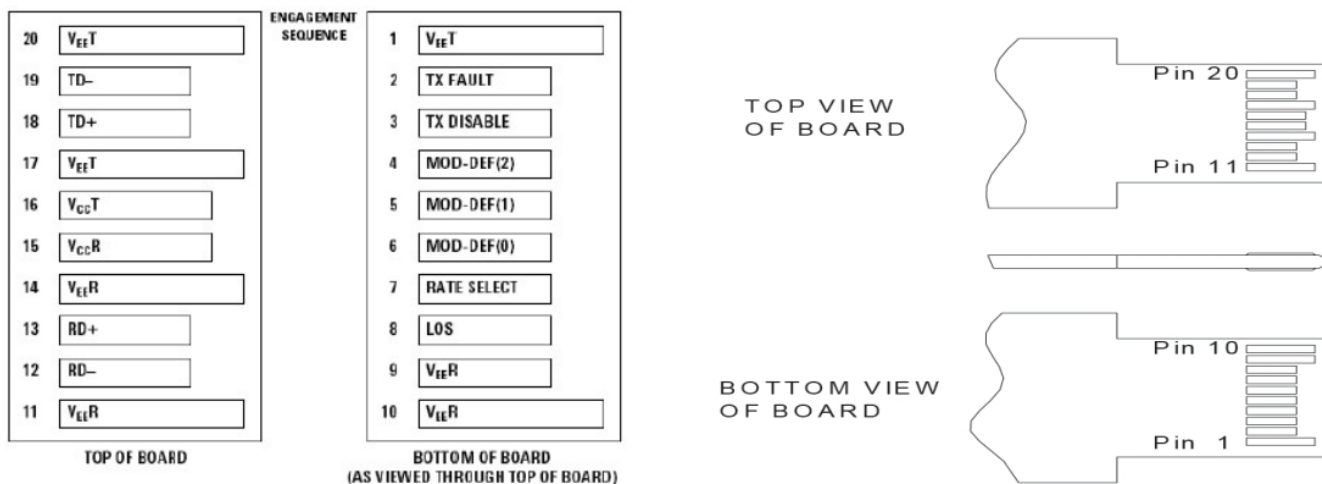 ENGAGEMENT
SEQUENCE
20 VEET
19 TD–
18 TD+
17 VEET
16 VCCT
15 VCCR
14 VEER
13 RD+
12 RD–
11 VEER
TOP OF BOARD
1 VEET
2 TX FAULT
3 TX DISABLE
4 MOD-DEF(2)
5 MOD-DEF(1)
6 MOD-DEF(0)
7 RATE SELECT
8 LOS
9 VEER
10 VEER
BOTTOM OF BOARD
(AS VIEWED THROUGH TOP OF BOARD)
TOP VIEW
OF BOARD
Pin 20
Pin 11
BOTTOM VIEW
OF BOARD
Pin 10
Pin 1